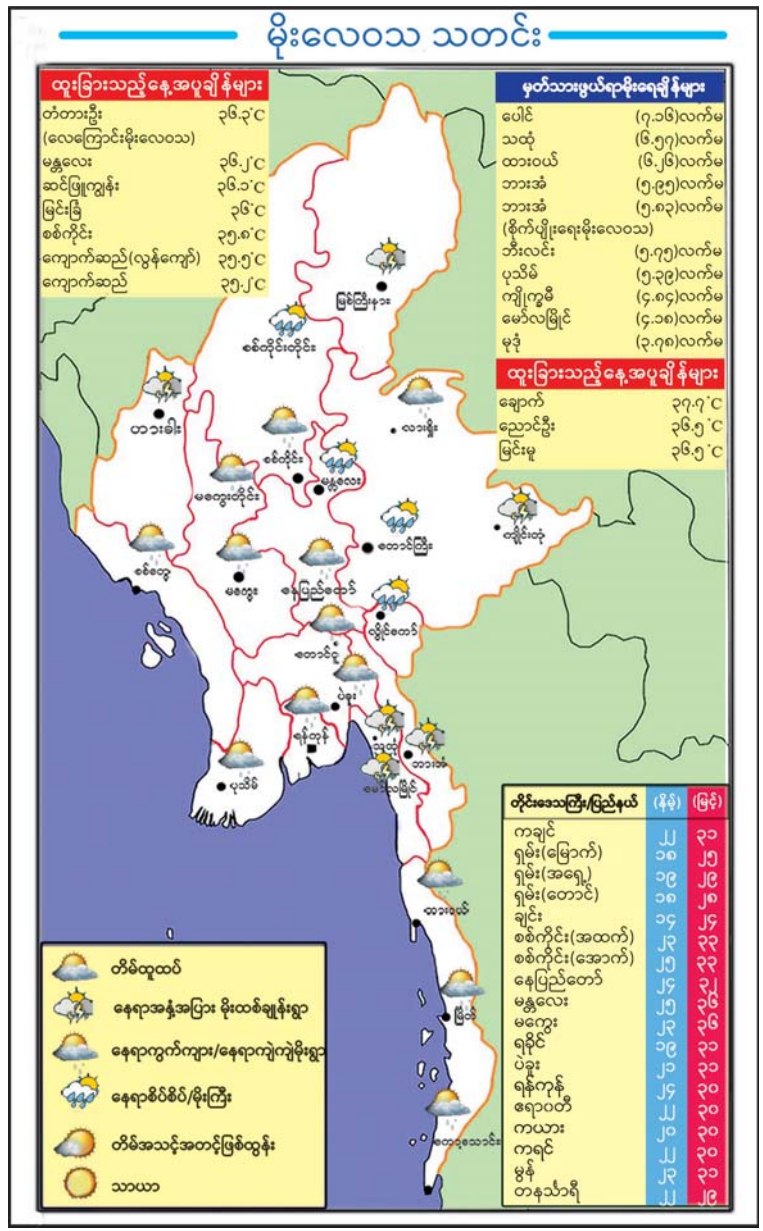 မိုးလေဝသ သတင်း
ထူးခြားသည့်နေ့အပူချိန်များ
တံတားဦး ၃၆.၃°C
(လေကြောင်းမိုးလေဝသ)
မန္တလေး ၃၆.၂°C
ဆင်ဖြူကျွန်း ၃၆.၁°C
မြင်းခြံ ၃၆°C
စစ်ကိုင်း ၃၅.၈°C
ကျောက်ဆည်(လွန်ကျော်) ၃၅.၅°C
ကျောက်ဆည် ၃၅.၂°C
မှတ်သားဖွယ်ရာမိုးရေချိန်များ
ပေါင် (၇.၁၆)လက်မ
သထုံ (၆.၅၇)လက်မ
ထားဝယ် (၆.၂၆)လက်မ
ဘားအံ (၅.၉၅)လက်မ
ဘားအံ (၅.၈၃)လက်မ
(စိုက်ပျိုးရေးမိုးလေဝသ)
ဘီးလင်း (၅.၇၅)လက်မ
ပုသိမ် (၅.၃၉)လက်မ
ကျိုက္ခမီ (၄.၈၄)လက်မ
မော်လမြိုင် (၄.၁၈)လက်မ
မုဒုံ (၃.၇၈)လက်မ
ထူးခြားသည့်နေ့အပူချိန်များ
ချောက် ၃၇.၇°C
ညောင်ဦး ၃၆.၅°C
မြင်းမူ ၃၆.၅°C
မြစ်ကြီးနား
စစ်ကိုင်းတိုင်း
ဟားခါး
လားရှိုး
စစ်ကိုင်း
မန္တလေး
မကွေးတိုင်း
ကျိုင်းတုံ
တောင်ကြီး
စစ်တွေ
မကွေး
နေပြည်တော်
လွိုင်ကော်
တောင်ငူ
ပဲခူး
ရန်ကုန်
သထုံ
ဘားအံ
မော်လမြိုင်
ပုသိမ်
ထားဝယ်
မြိတ်
ကော့သောင်း
တိုင်းဒေသကြီး/ပြည်နယ် (နိမ့်) (မြင့်)
ကချင် ၂၂ ၃၁
ရှမ်း(မြောက်) ၁၈ ၂၅
ရှမ်း(အရှေ့) ၁၉ ၂၉
ရှမ်း(တောင်) ၁၈ ၂၈
ချင်း ၁၄ ၂၄
စစ်ကိုင်း(အထက်) ၂၃ ၃၃
စစ်ကိုင်း(အောက်) ၂၅ ၃၃
နေပြည်တော် ၂၄ ၃၂
မန္တလေး ၂၅ ၃၆
မကွေး ၂၃ ၃၆
ရခိုင် ၁၉ ၃၁
ပဲခူး ၂၁ ၃၁
ရန်ကုန် ၂၄ ၃၀
ဧရာဝတီ ၂၂ ၃၀
ကယား ၂၀ ၃၀
ကရင် ၂၂ ၃၀
မွန် ၂၃ ၃၁
တနင်္သာရီ ၂၂ ၂၉
တိမ်ထူထပ်
နေရာအနှံ့အပြား မိုးထစ်ချုန်းရွာ
နေရာကွက်ကျား/နေရာကျဲကျဲမိုးရွာ
နေရာစိပ်စိပ်/မိုးကြီး
တိမ်အသင့်အတင့်ဖြစ်ထွန်း
သာယာ